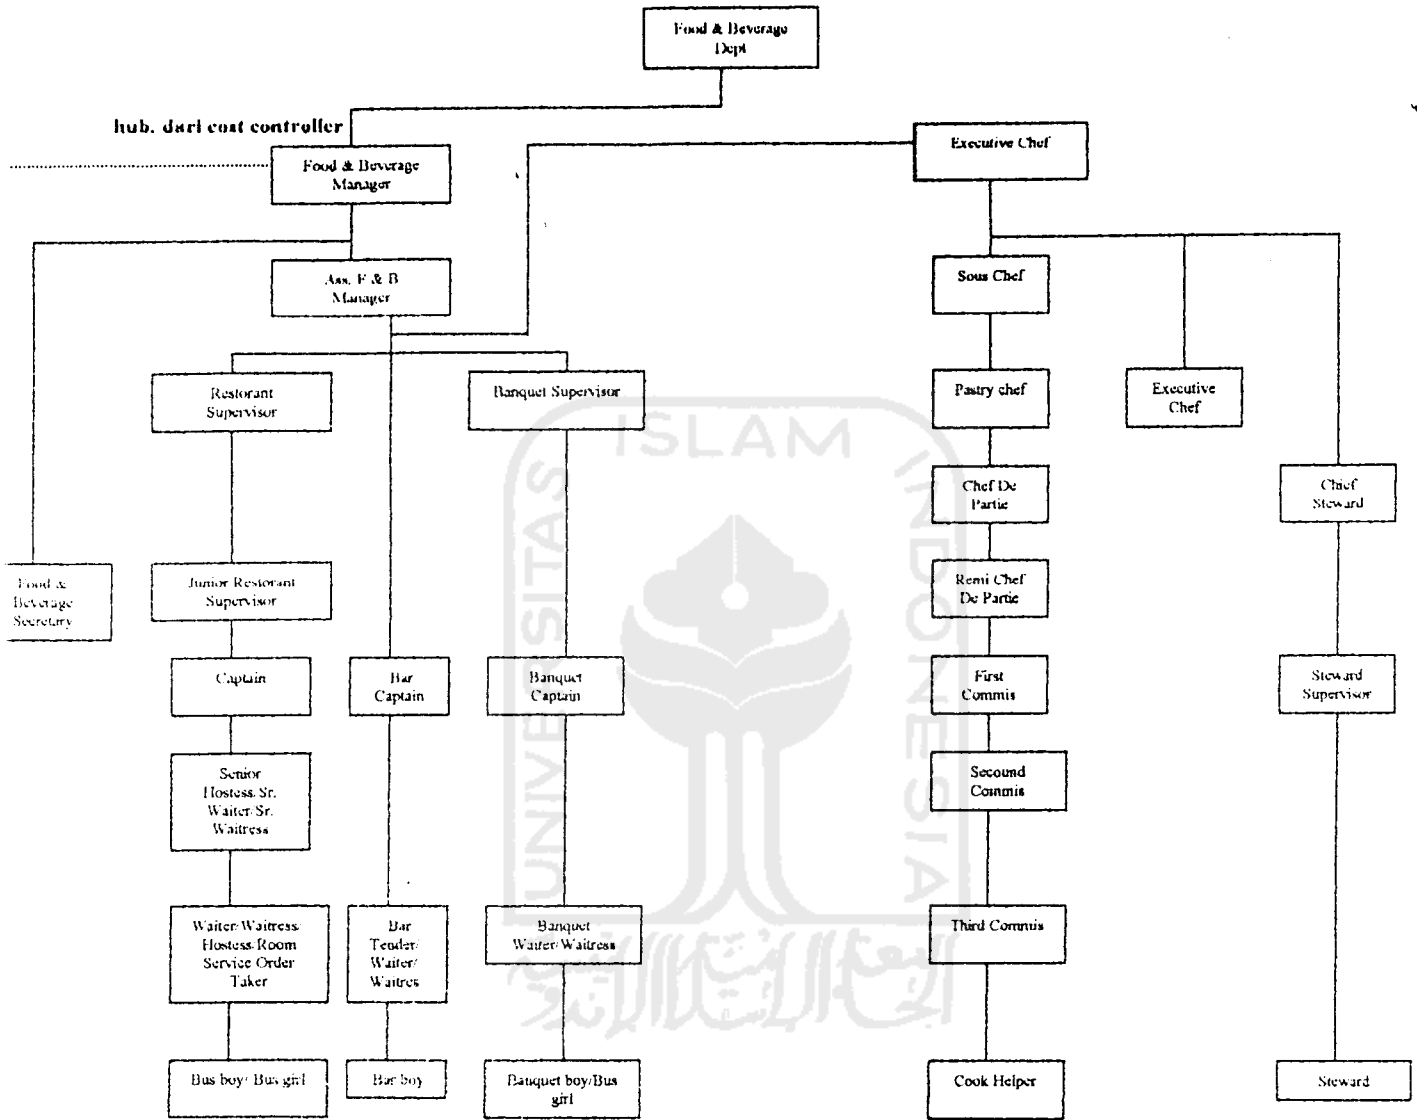 Food & Beverage
Dept
hub. dari cost controller
Food & Beverage
Manager
Executive Chef
Ass. F & B
Manager
Sous Chef
Restorant
Supervisor
Banquet Supervisor
Pastry chef
Executive
Chef
Chef De
Partie
Chief
Steward
Food &
Beverage
Secretary
Junior Restorant
Supervisor
Remi Chef
De Partie
Captain
Bar
Captain
Banquet
Captain
First
Commis
Steward
Supervisor
Senior
Hostess/Sr.
Waiter/Sr.
Waitress
Secound
Commis
Waiter/Waitress/
Hostess/Room
Service Order
Taker
Bar
Tender/
Waiter/
Waitres
Banquet
Waiter/Waitress
Third Commis
Bus boy/ Bus girl
Bar boy
Banquet boy/Bus
girl
Cook Helper
Steward
UNIVERSITAS
ISLAM
INDONESIA